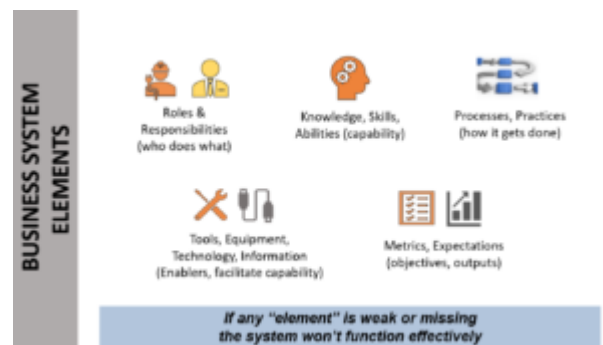 BUSINESS SYSTEM
ELEMENTS
Roles &
Responsibilities
(who does what)
Knowledge, Skills,
Abilities (capability)
Processes, Practices
(how it gets done)
Tools, Equipment,
Technology, Information
(Enablers, facilitate capability)
Metrics, Expectations
(objectives, outputs)
If any “element” is weak or missing
the system won’t function effectively